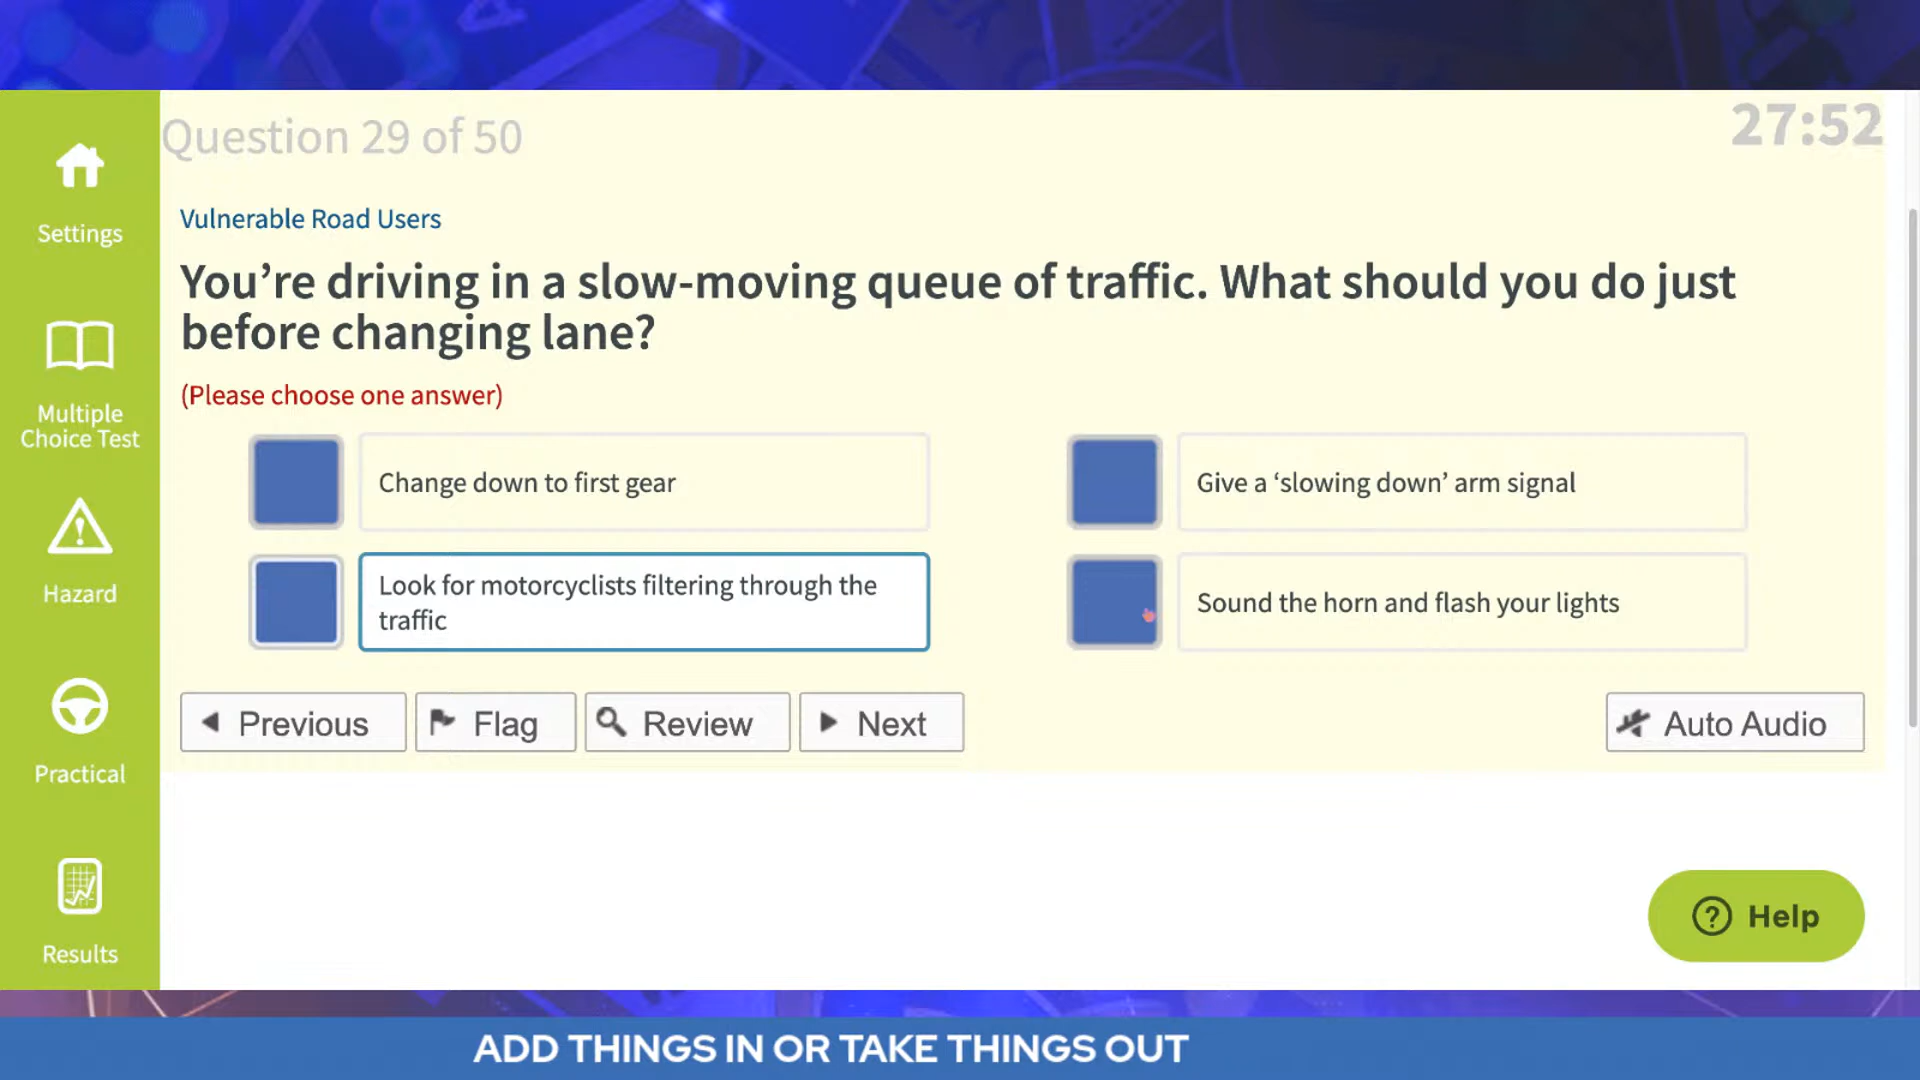 Question 29 of 50
27:52
Settings
Multiple
Choice Test
Hazard
Practical
Results
Vulnerable Road Users
You’re driving in a slow-moving queue of traffic. What should you do just
before changing lane?
(Please choose one answer)
Change down to first gear
Give a ‘slowing down’ arm signal
Look for motorcyclists filtering through the
traffic
Sound the horn and flash your lights
Previous
Flag
Review
Next
Auto Audio
? Help
ADD THINGS IN OR TAKE THINGS OUT